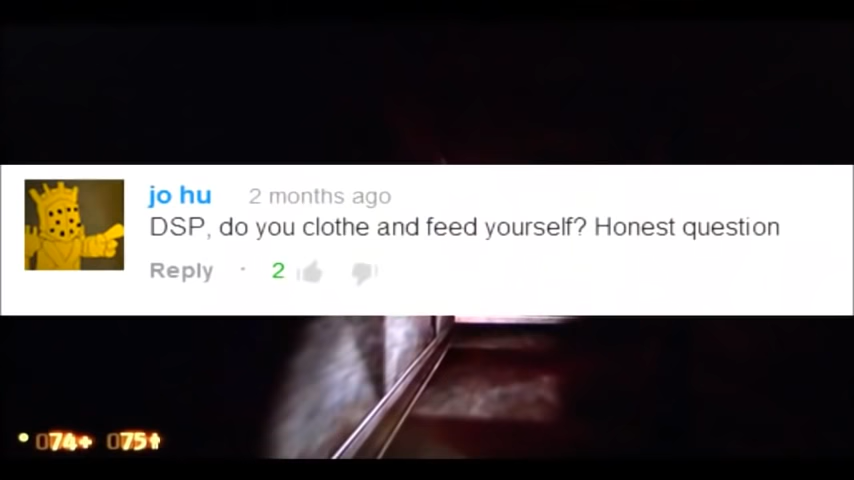 jo hu 2 months ago
DSP, do you clothe and feed yourself? Honest question
Reply · 2
074+ 075